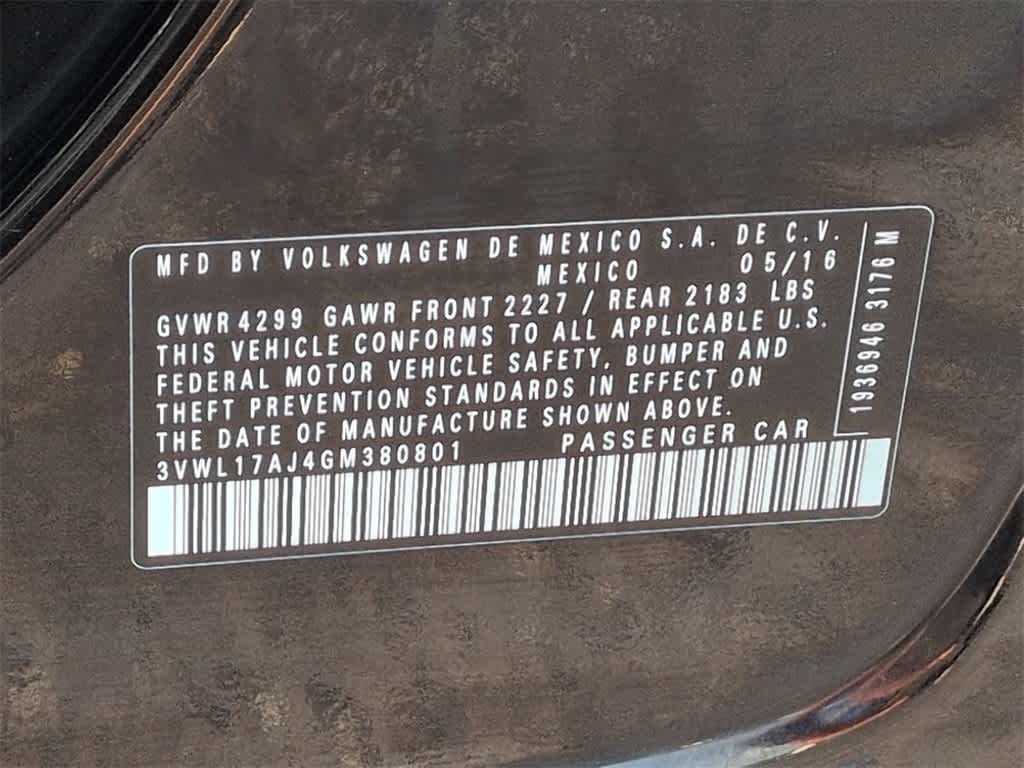 MFD BY VOLKSWAGEN DE MEXICO S.A. DE C.V.
MEXICO 05/16
GVWR 4299 GAWR FRONT 2227 / REAR 2183 LBS
THIS VEHICLE CONFORMS TO ALL APPLICABLE U.S.
FEDERAL MOTOR VEHICLE SAFETY, BUMPER AND
THEFT PREVENTION STANDARDS IN EFFECT ON
THE DATE OF MANUFACTURE SHOWN ABOVE.
3VWL17AJ4GM380801 PASSENGER CAR
1936946 3176 M